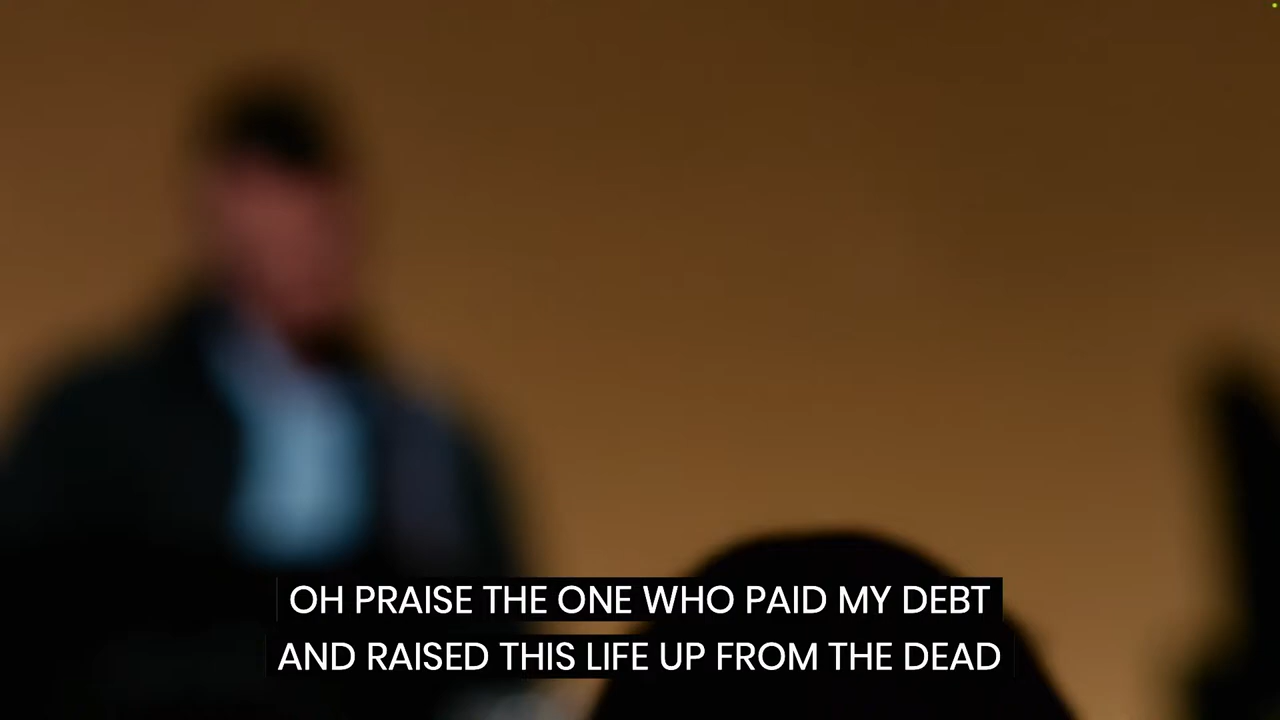 OH PRAISE THE ONE WHO PAID MY DEBT
AND RAISED THIS LIFE UP FROM THE DEAD